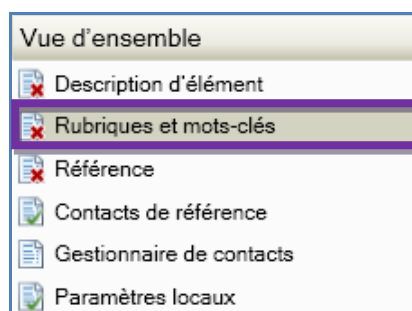 Vue d'ensemble
Description d'élément
Rubriques et mots-clés
Référence
Contacts de référence
Gestionnaire de contacts
Paramètres locaux